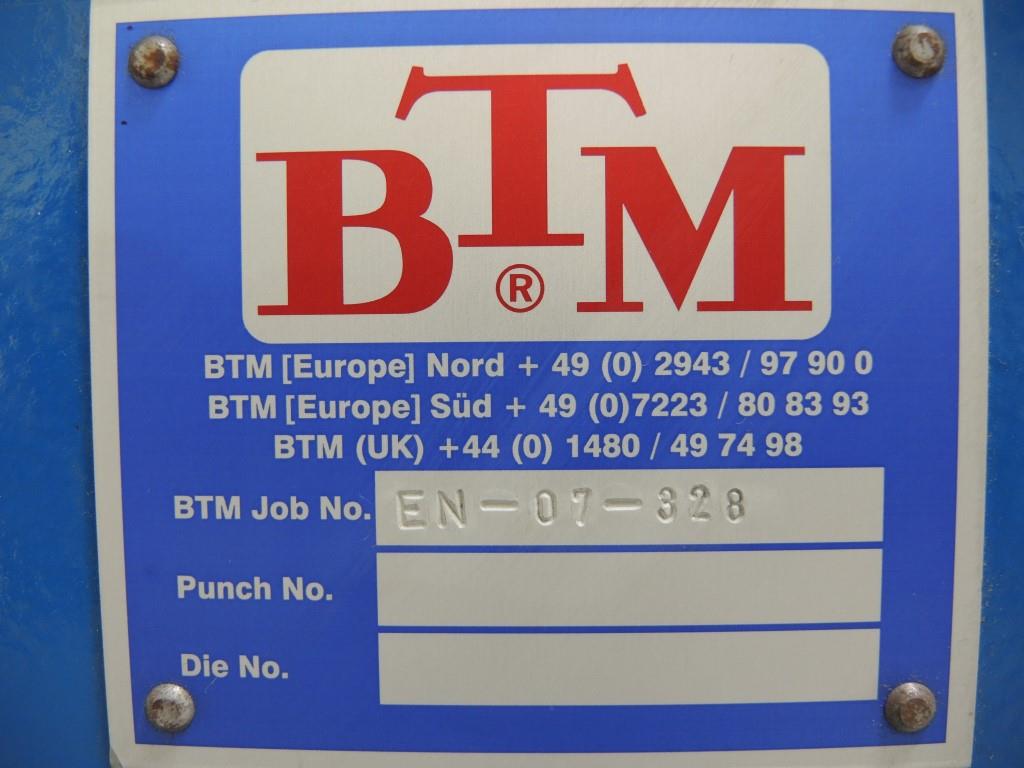 BTM
®
BTM [Europe] Nord + 49 (0) 2943 / 97 90 0
BTM [Europe] Süd + 49 (0)7223 / 80 83 93
BTM (UK) +44 (0) 1480 / 49 74 98
BTM Job No. EN-07-328
Punch No.
Die No.